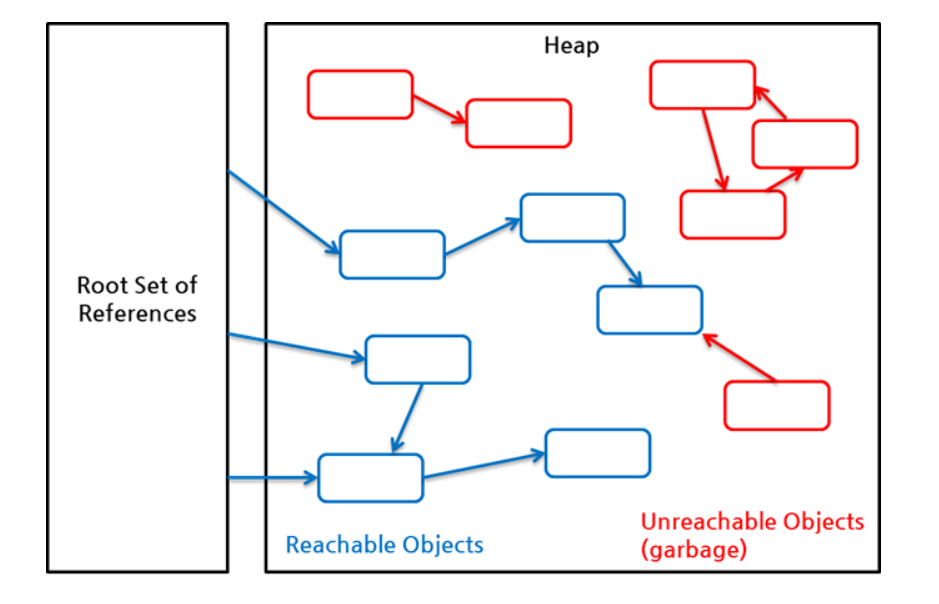 Heap
Root Set of
References
Reachable Objects
Unreachable Objects
(garbage)